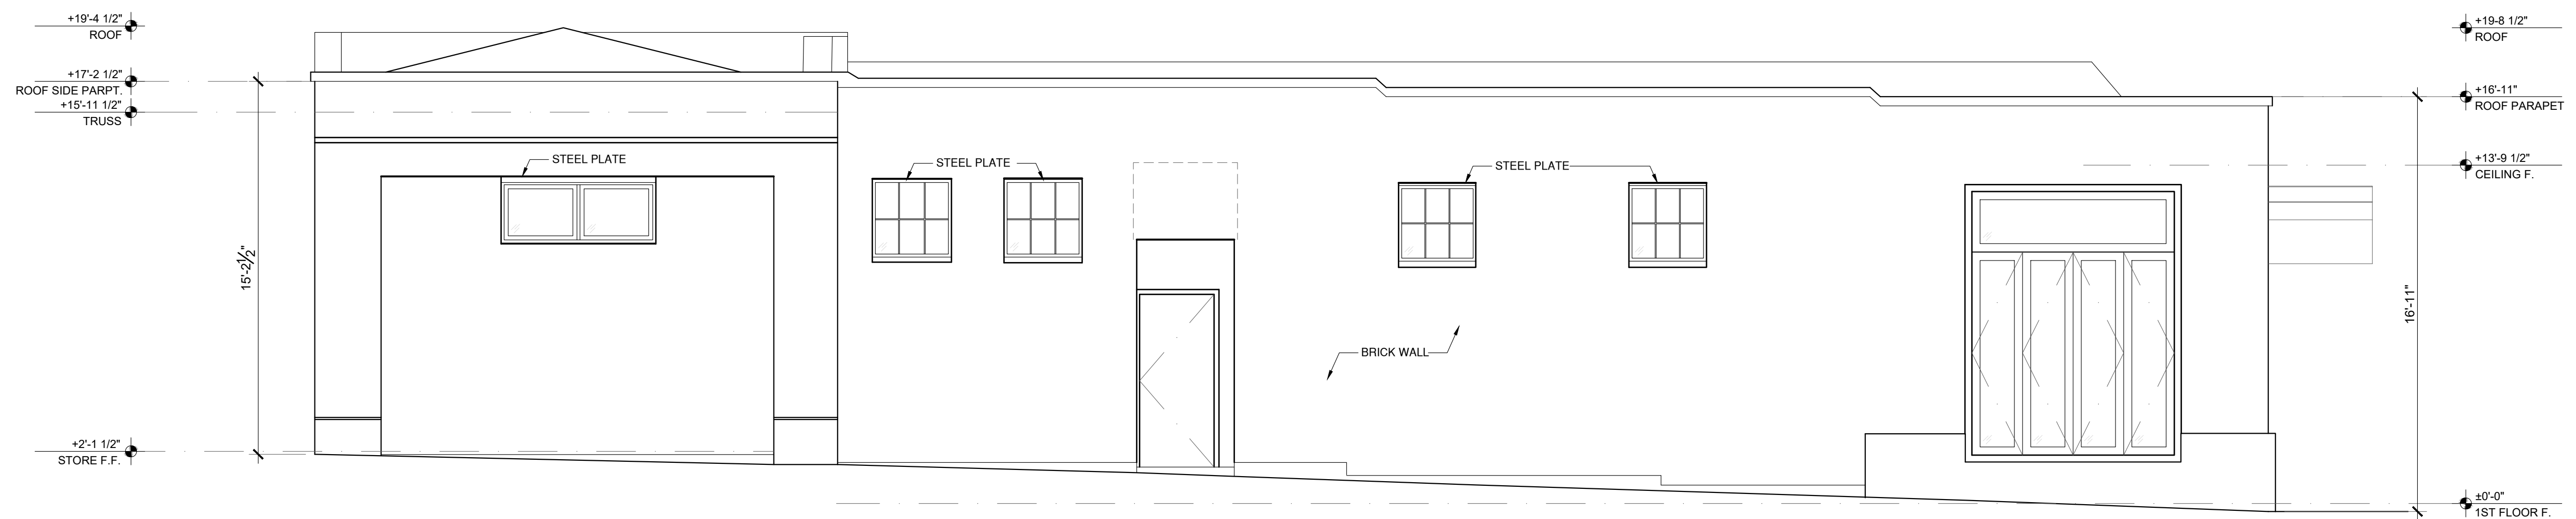 +19'-4 1/2"
ROOF
+17'-2 1/2"
ROOF SIDE PARPT.
+15'-11 1/2"
TRUSS
+2'-1 1/2"
STORE F.F.
15'-2½"
STEEL PLATE
STEEL PLATE
STEEL PLATE
BRICK WALL
+19-8 1/2"
ROOF
+16'-11"
ROOF PARAPET
+13'-9 1/2"
CEILING F.
16'-11"
±0'-0"
1ST FLOOR F.